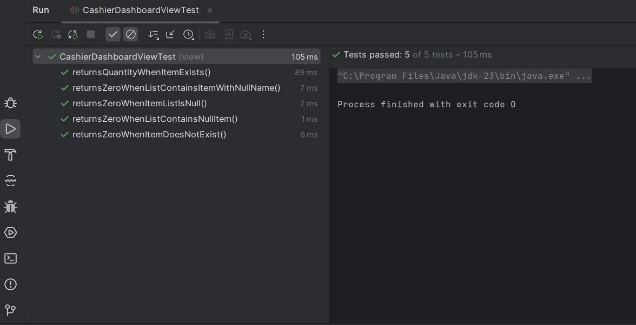 Run CashierDashboardViewTest
CashierDashboardViewTest (view) 105 ms
returnsQuantityWhenItemExists() 89 ms
returnsZeroWhenListContainsItemWithNullName() 7 ms
returnsZeroWhenItemListIsNull() 2 ms
returnsZeroWhenListContainsNullItem() 1 ms
returnsZeroWhenItemDoesNotExist() 6 ms
Tests passed: 5 of 5 tests – 105 ms
"C:\Program Files\Java\jdk-23\bin\java.exe" ...
Process finished with exit code 0